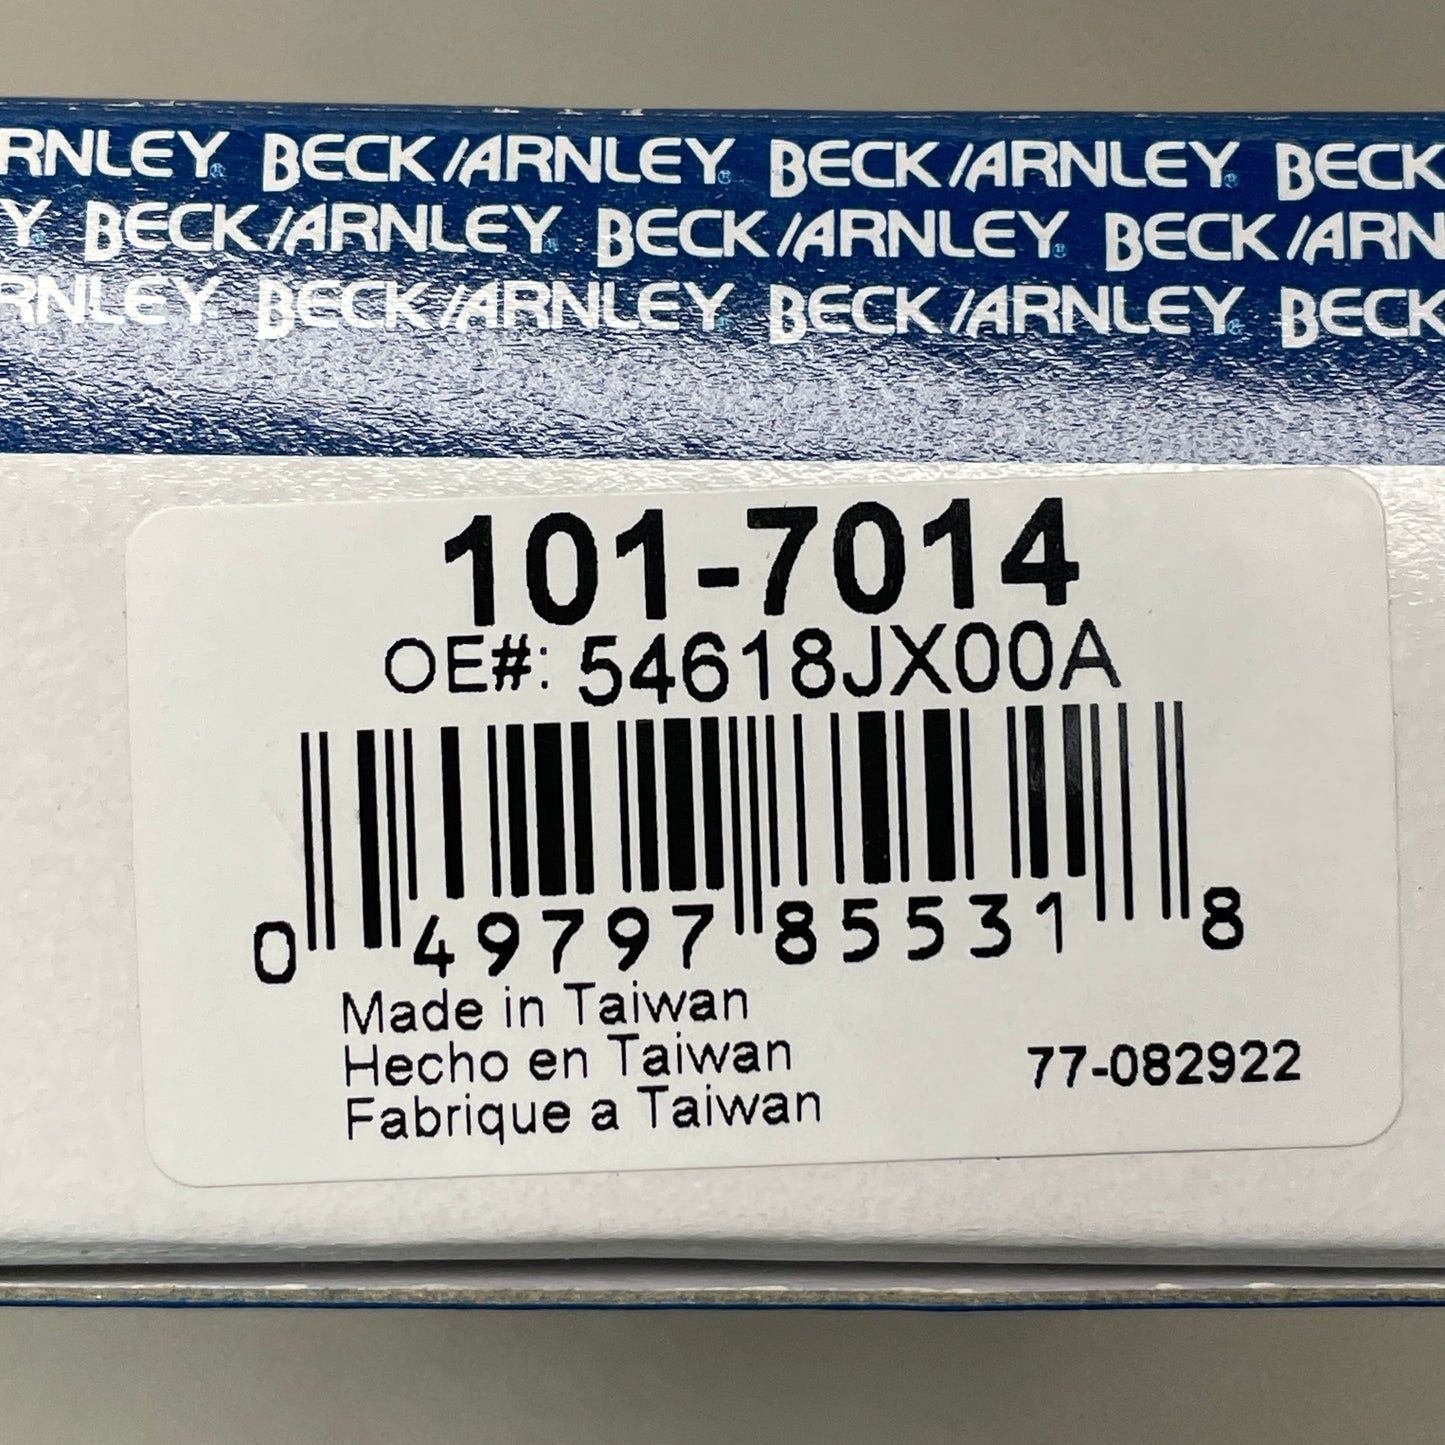 RNLEY® BECK/ARNLEY® BECK/ARNLEY® BECK
Y® BECK/ARNLEY® BECK/ARNLEY® BECK/ARN
RNLEY® BECK/ARNLEY® BECK/ARNLEY® BECK
101-7014
OE#: 54618JX00A
0 49797 85531 8
Made in Taiwan
Hecho en Taiwan
Fabrique a Taiwan
77-082922